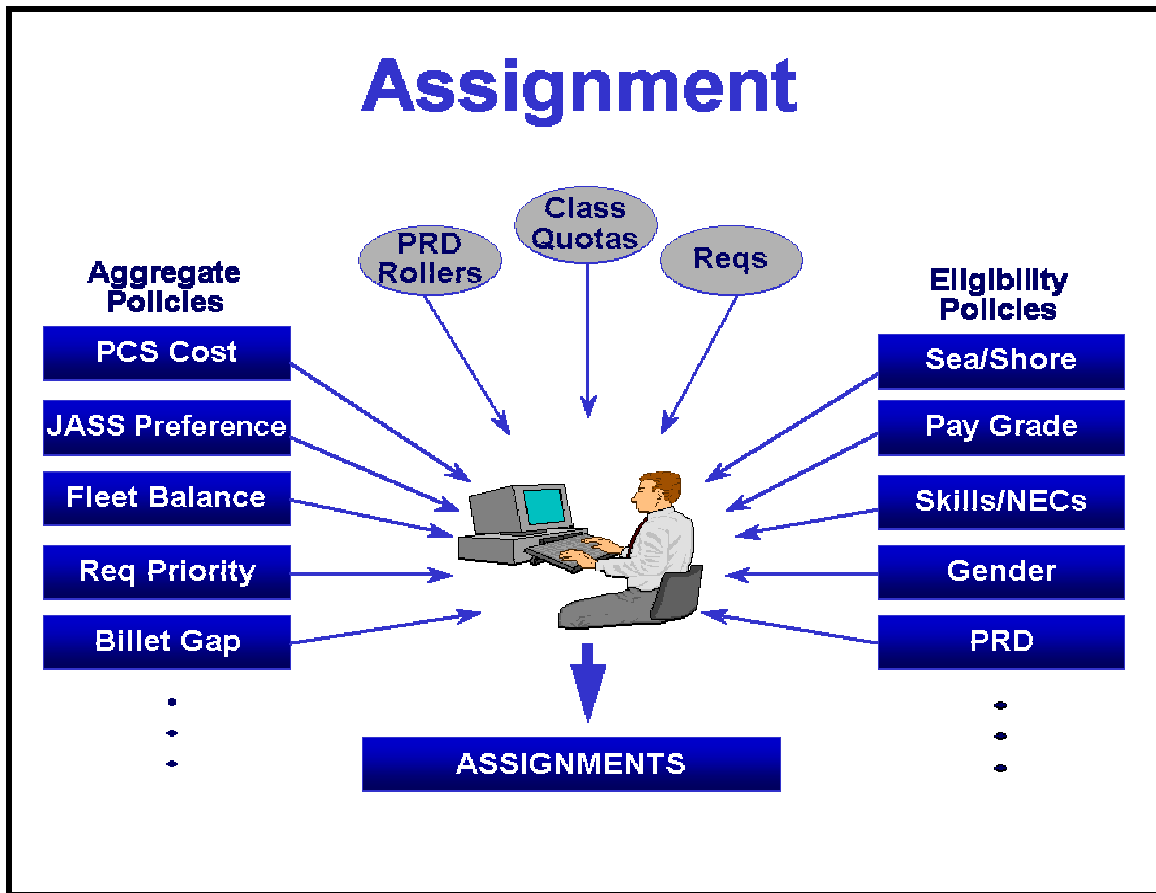 Assignment
Class
Quotas
PRD
Rollers
Reqs
Aggregate
Policies
PCS Cost
JASS Preference
Fleet Balance
Req Priority
Billet Gap
Eligibility
Policies
Sea/Shore
Pay Grade
Skills/NECs
Gender
PRD
ASSIGNMENTS